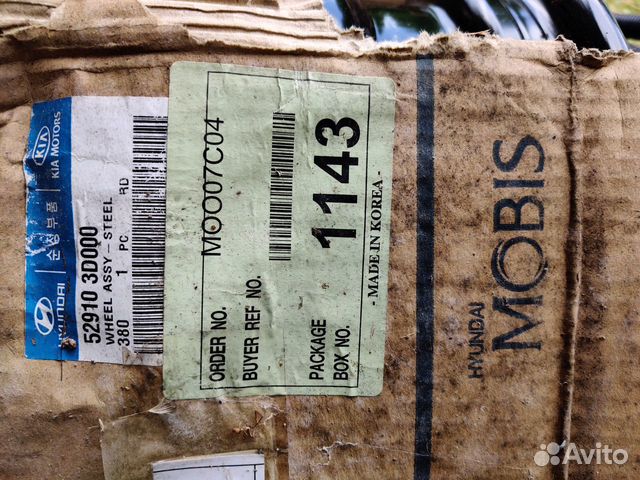 HYUNDAI
순정부품
KIA
KIA MOTORS
52910 3D000
WHEEL ASSY-STEEL
1 PC. RD
380
ORDER NO. MOO07C04
BUYER REF NO.
PACKAGE
BOX NO. 1143
- MADE IN KOREA -
HYUNDAI
MOBIS
Avito